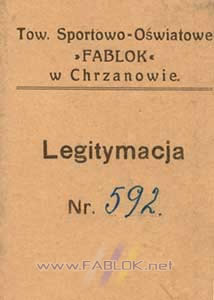 Tow. Sportowo-Oświatowe
»FABLOK«
w Chrzanowie.
Legitymacja
Nr. 592.
www.FABLOK.net